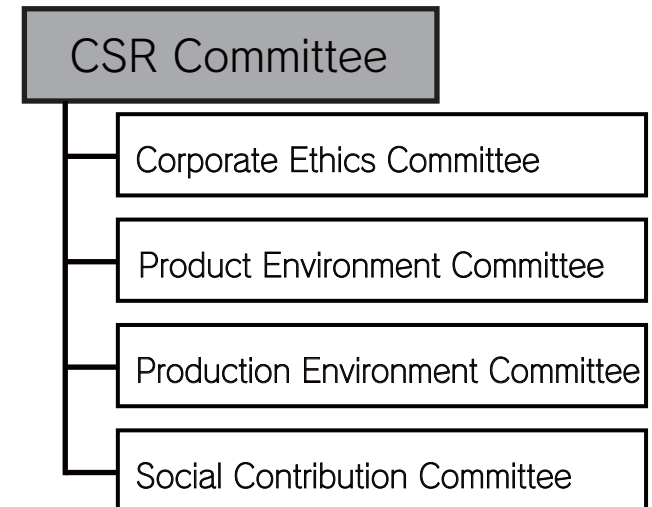 CSR Committee
Corporate Ethics Committee
Product Environment Committee
Production Environment Committee
Social Contribution Committee